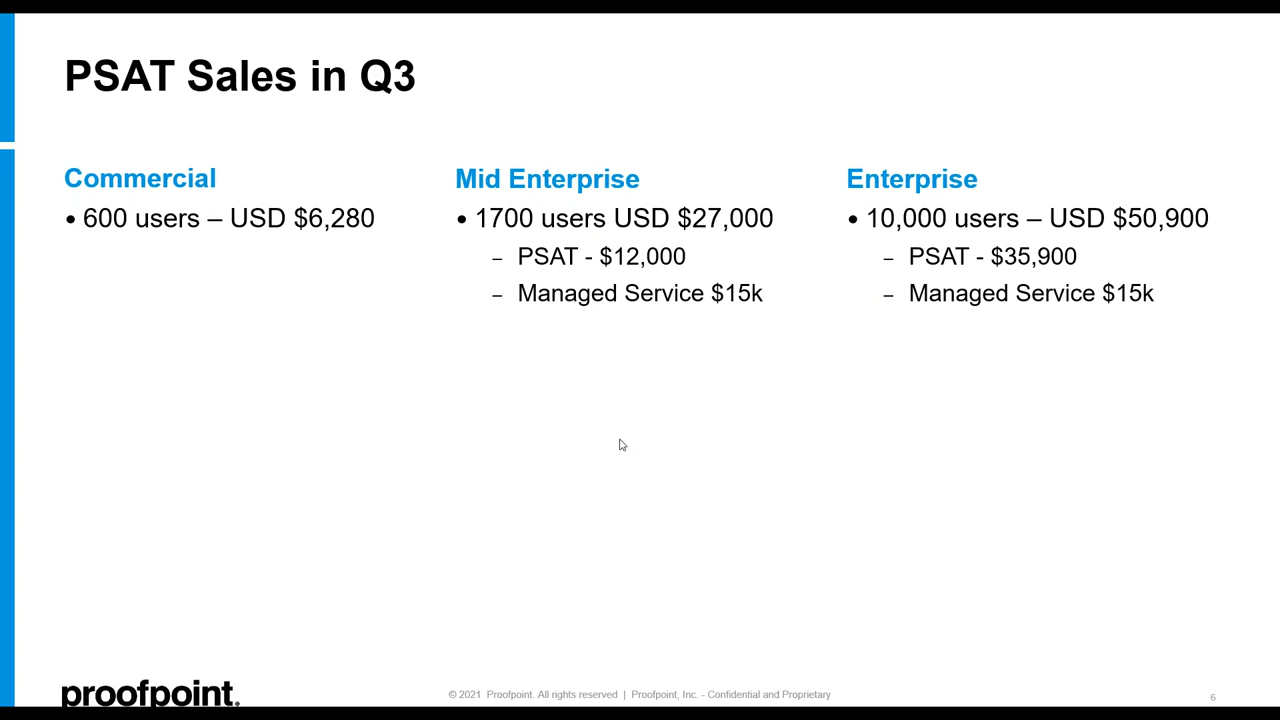 PSAT Sales in Q3
Commercial
• 600 users – USD $6,280
Mid Enterprise
• 1700 users USD $27,000
– PSAT - $12,000
– Managed Service $15k
Enterprise
• 10,000 users – USD $50,900
– PSAT - $35,900
– Managed Service $15k
proofpoint.
© 2021 Proofpoint. All rights reserved | Proofpoint, Inc. - Confidential and Proprietary
6